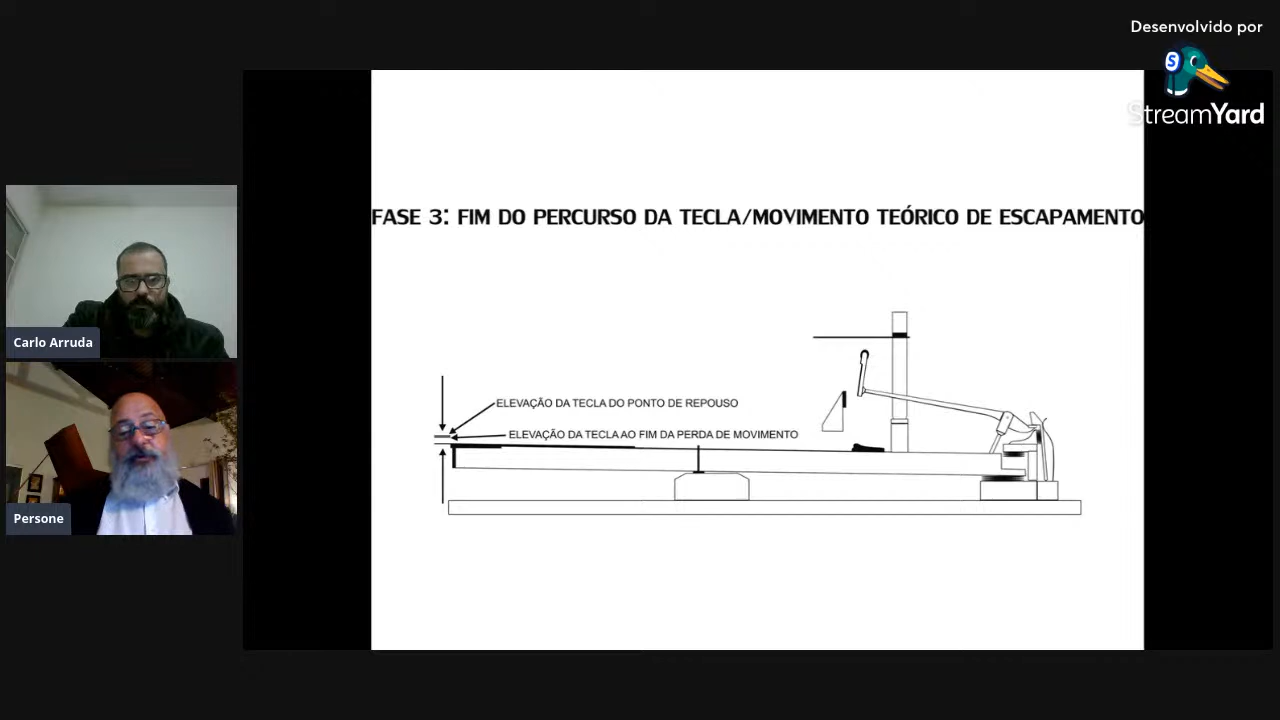 Desenvolvido por
StreamYard
FASE 3: FIM DO PERCURSO DA TECLA/MOVIMENTO TEÓRICO DE ESCAPAMENTO
ELEVAÇÃO DA TECLA DO PONTO DE REPOUSO
ELEVAÇÃO DA TECLA AO FIM DA PERDA DE MOVIMENTO
Carlo Arruda
Persone